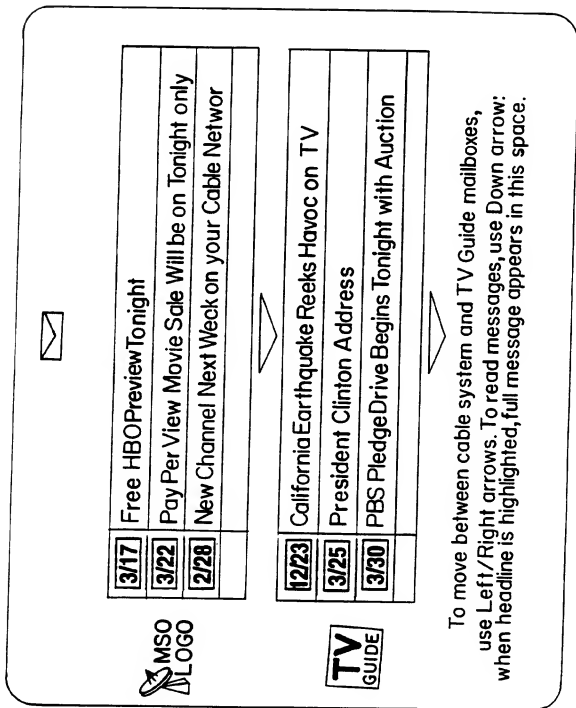 MSO
LOGO
3/17 Free HBO Preview Tonight
3/22 Pay Per View Movie Sale Will be on Tonight only
2/28 New Channel Next Weck on your Cable Networ
TV
GUIDE
12/23 California Earthquake Reeks Havoc on TV
3/25 President Clinton Address
3/30 PBS Pledge Drive Begins Tonight with Auction
To move between cable system and TV Guide mailboxes,
use Left/Right arrows. To read messages, use Down arrow:
when headline is highlighted, full message appears in this space.